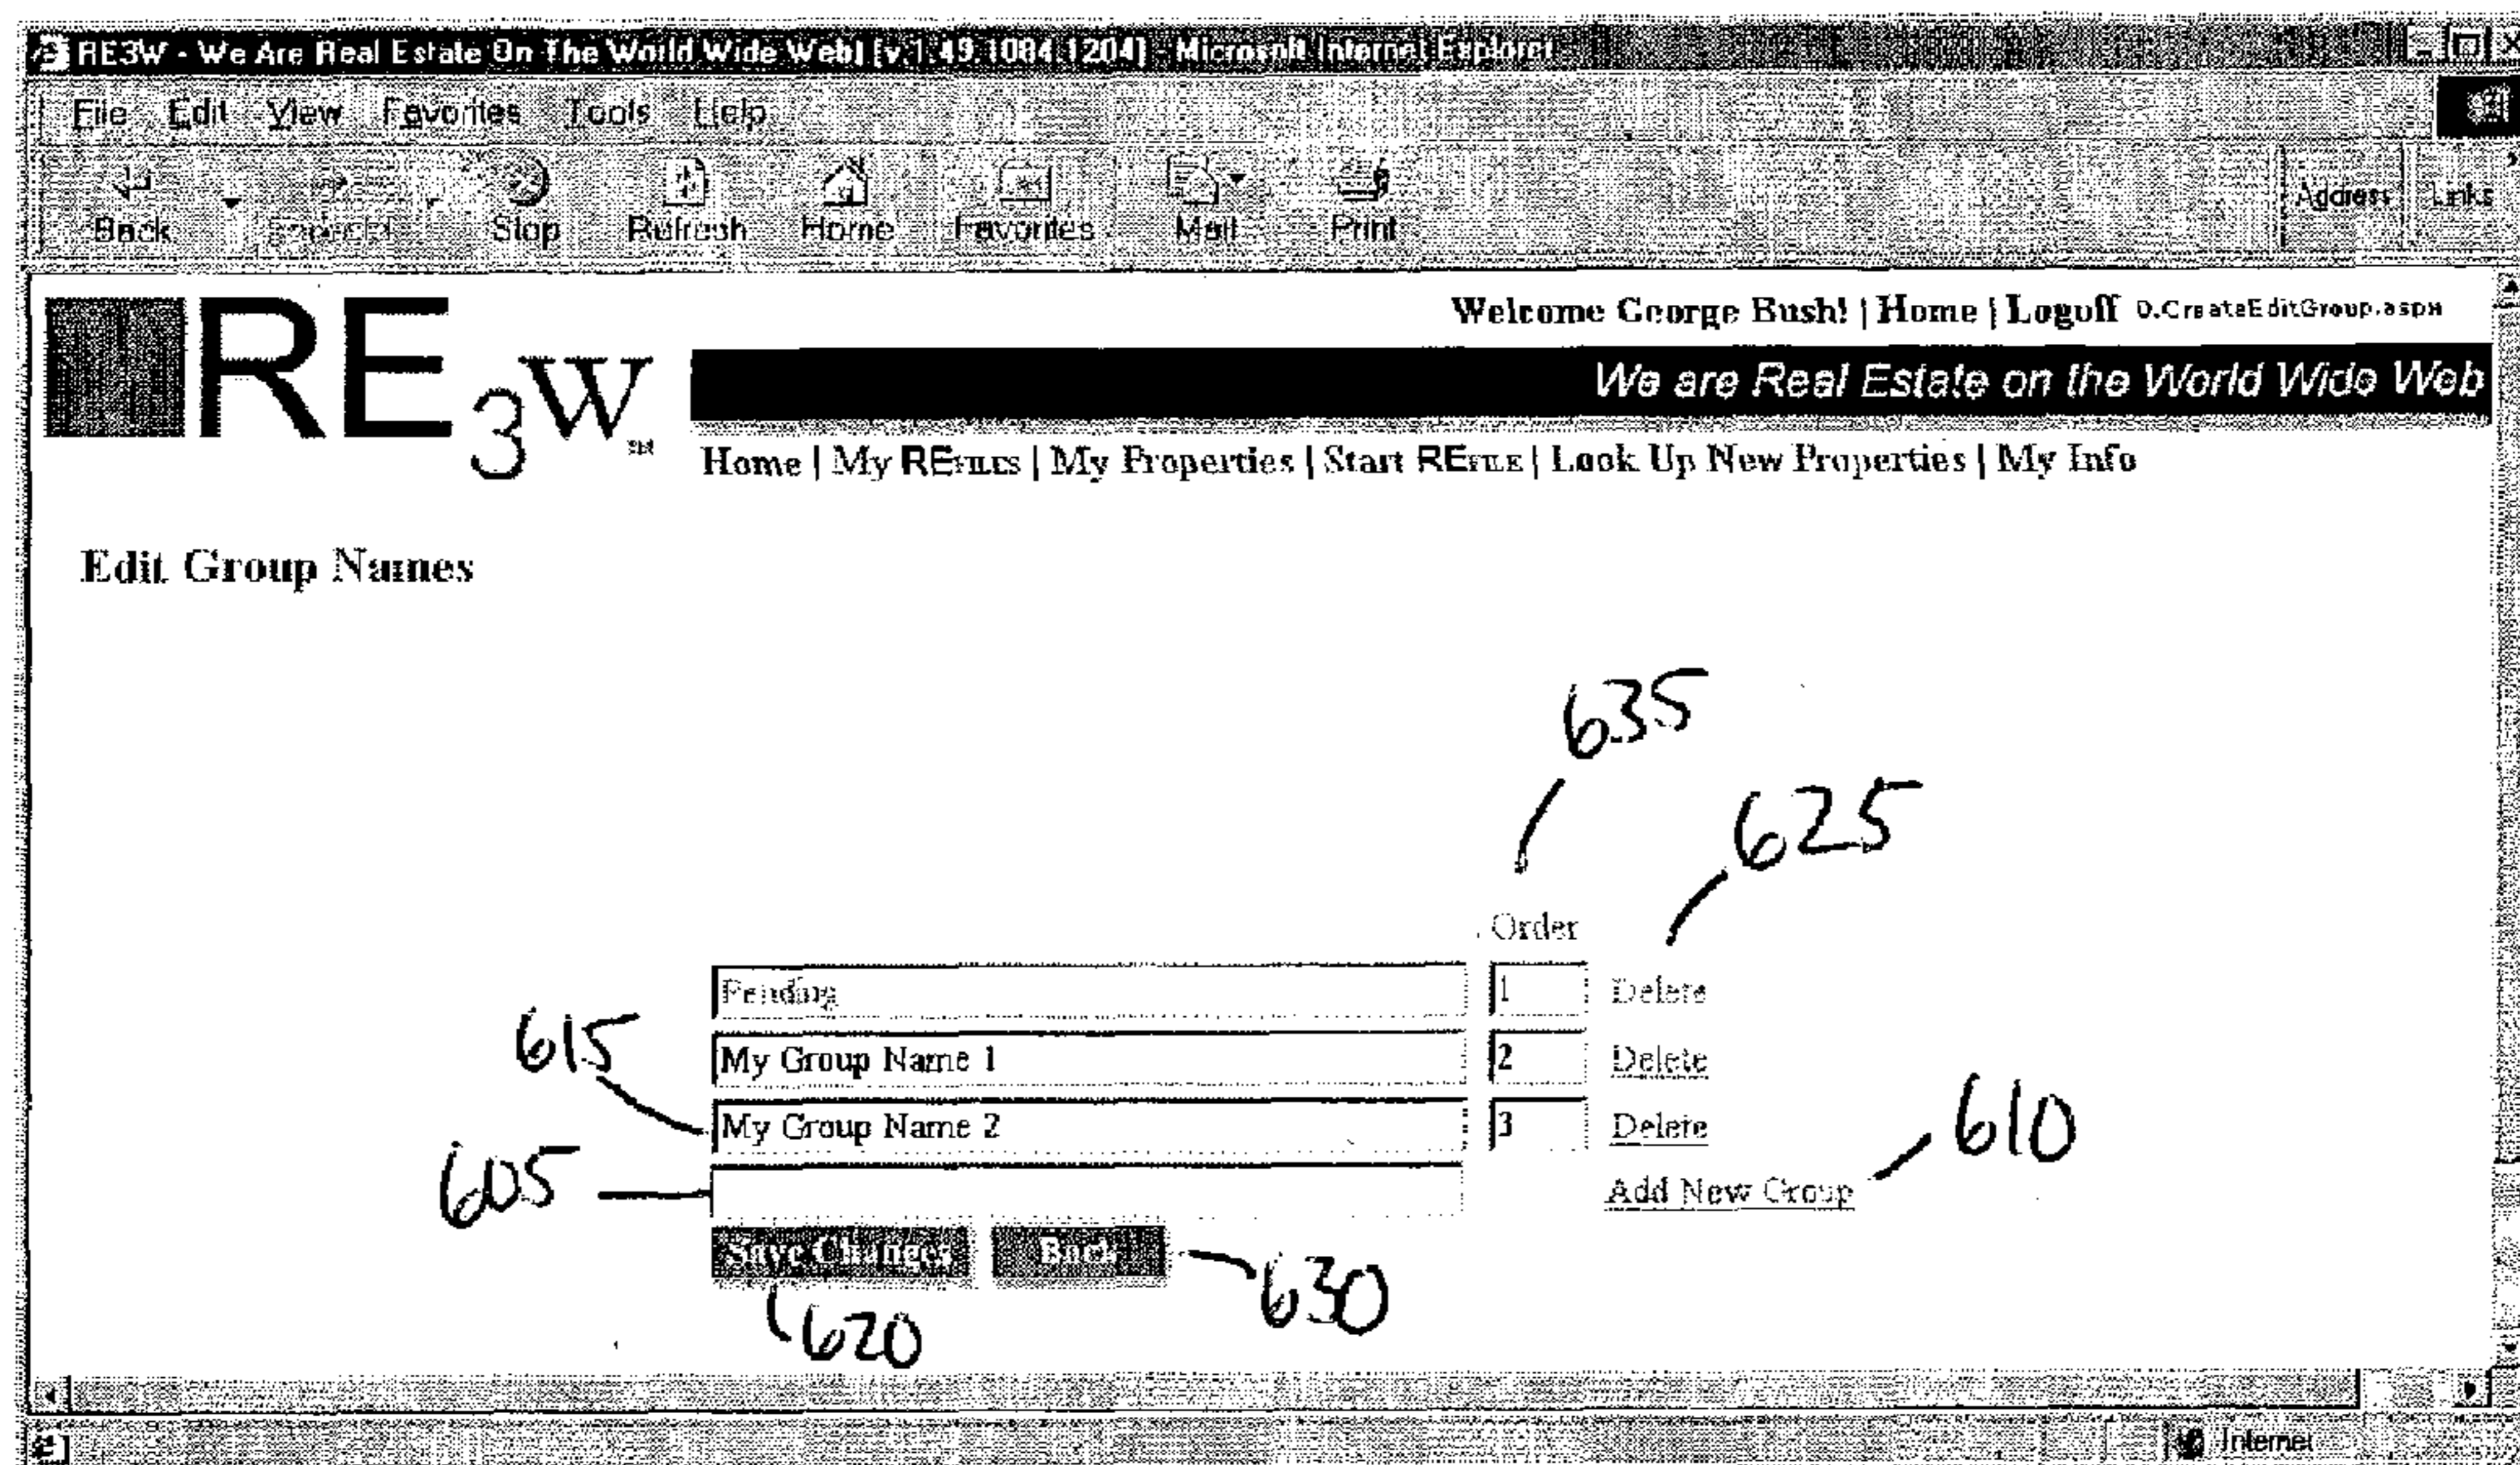 RE3W - We Are Real Estate On The World Wide Web! [v.1.49.1084.1204] - Microsoft Internet Explorer
File Edit View Favorites Tools Help
Back Stop Refresh Home Favorites Mail Print Address Links
Welcome George Bush! | Home | Logoff D.CreateEditGroup.aspx
RE3W SM
We are Real Estate on the World Wide Web
Home | My REFILES | My Properties | Start REFILE | Look Up New Properties | My Info
Edit Group Names
635
625
Order
Pending 1 Delete
615
My Group Name 1 2 Delete
My Group Name 2 3 Delete
610
605
Add New Group
Save Changes Back
630
620
Internet